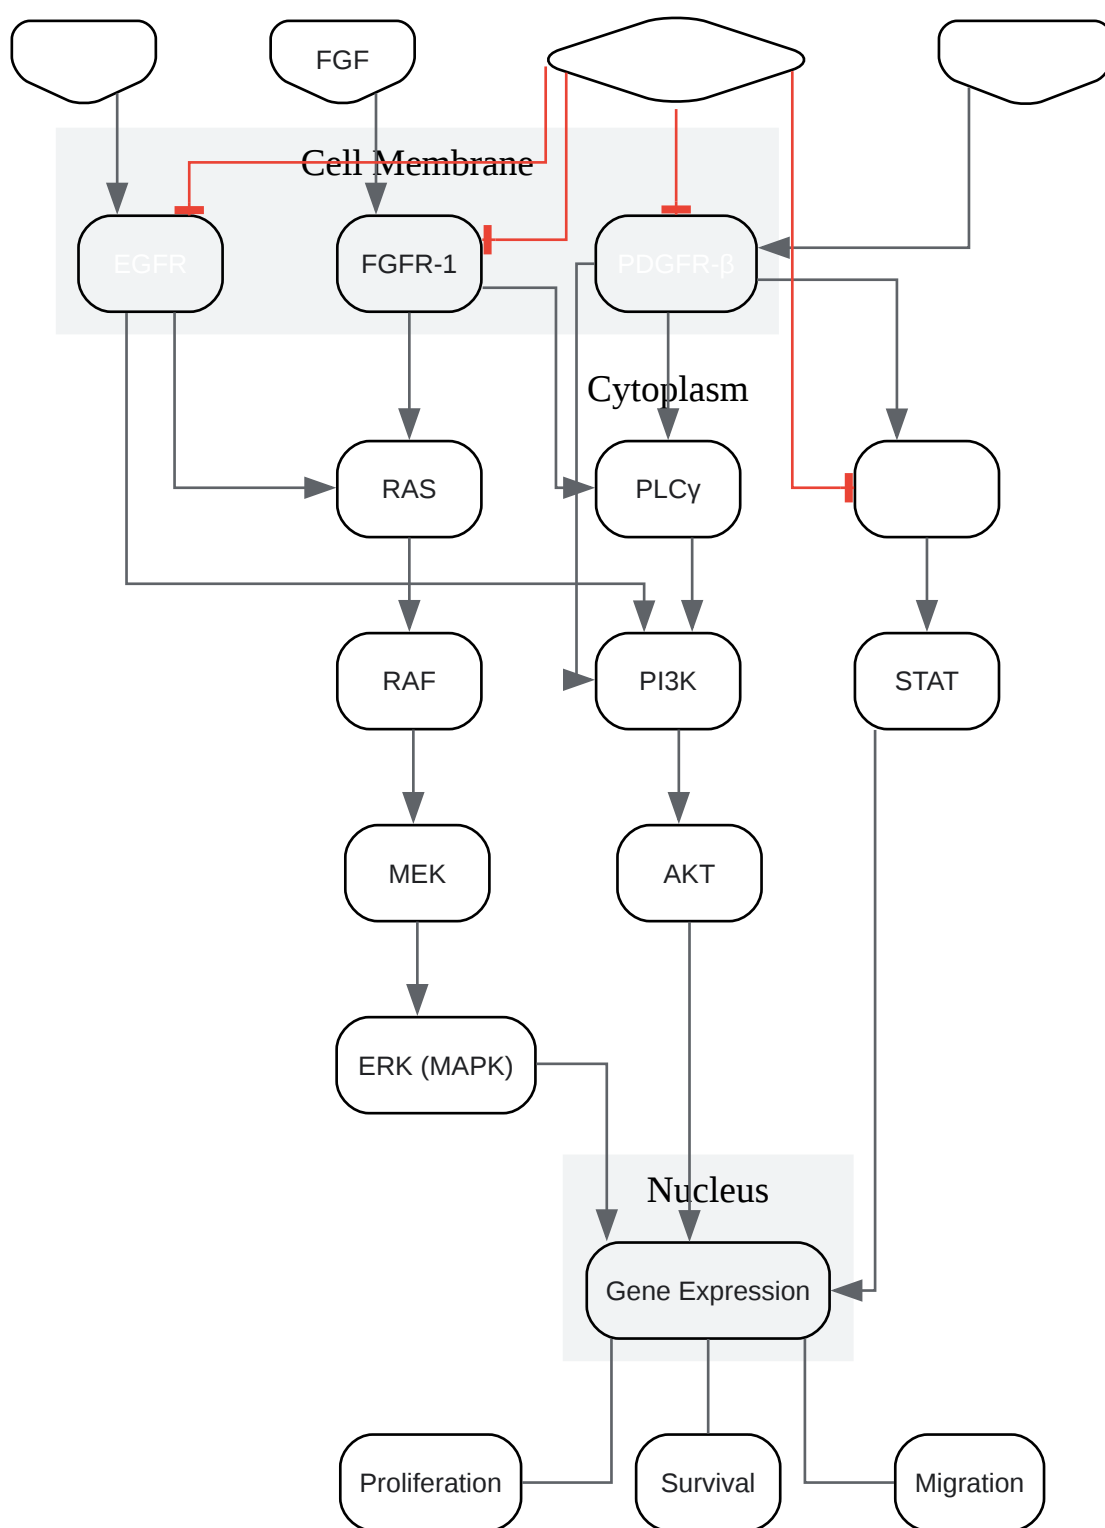 FGF
Cell Membrane
EGFR
FGFR-1
PDGFR-β
Cytoplasm
RAS
PLCγ
RAF
PI3K
STAT
MEK
AKT
ERK (MAPK)
Nucleus
Gene Expression
Proliferation
Survival
Migration